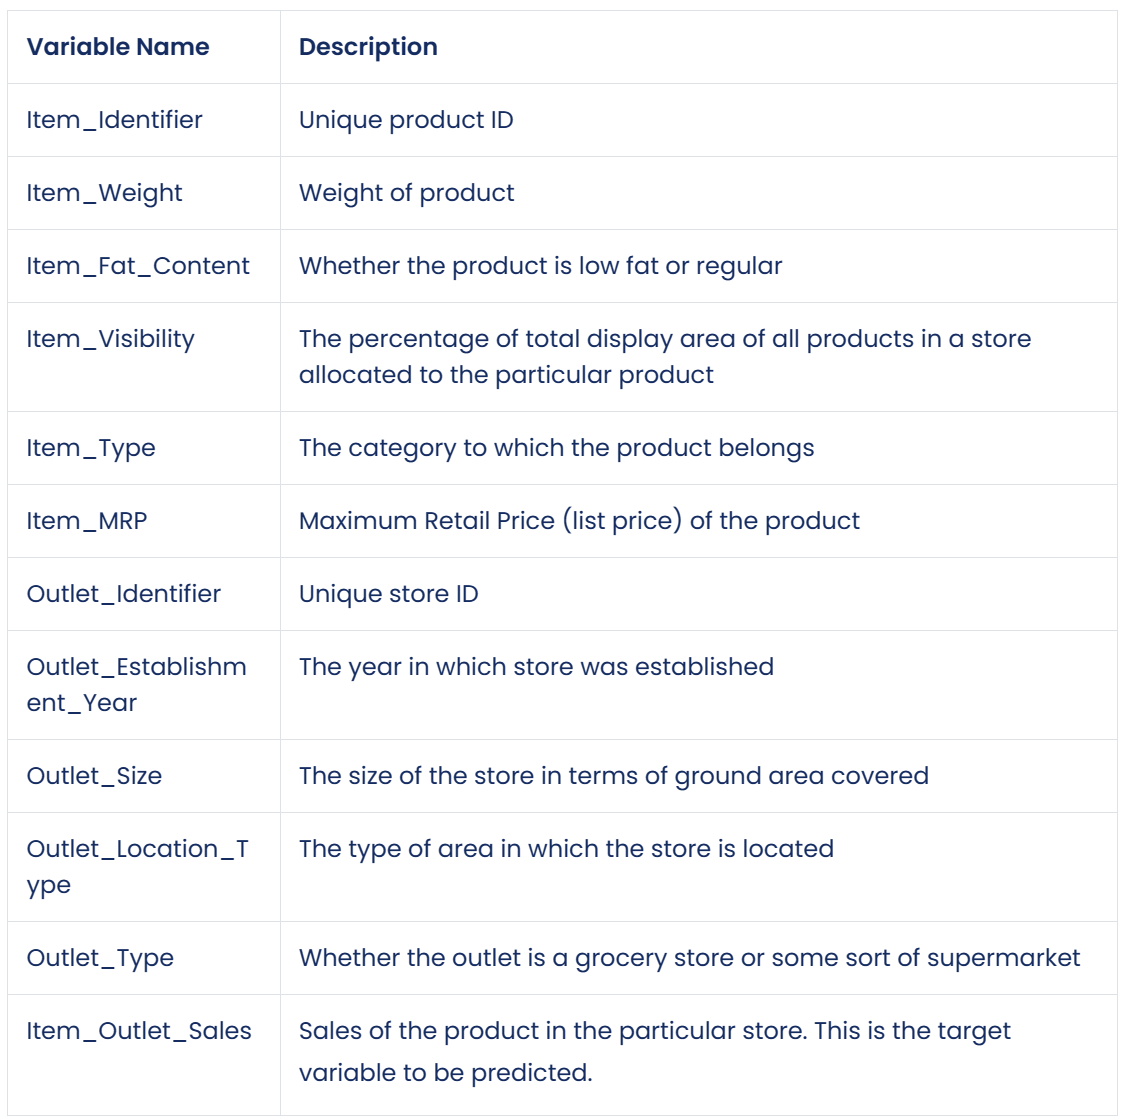 Variable Name Description
Item_Identifier Unique product ID
Item_Weight Weight of product
Item_Fat_Content Whether the product is low fat or regular
Item_Visibility The percentage of total display area of all products in a store
allocated to the particular product
Item_Type The category to which the product belongs
Item_MRP Maximum Retail Price (list price) of the product
Outlet_Identifier Unique store ID
Outlet_Establishm The year in which store was established
ent_Year
Outlet_Size The size of the store in terms of ground area covered
Outlet_Location_T The type of area in which the store is located
ype
Outlet_Type Whether the outlet is a grocery store or some sort of supermarket
Item_Outlet_Sales Sales of the product in the particular store. This is the target
variable to be predicted.